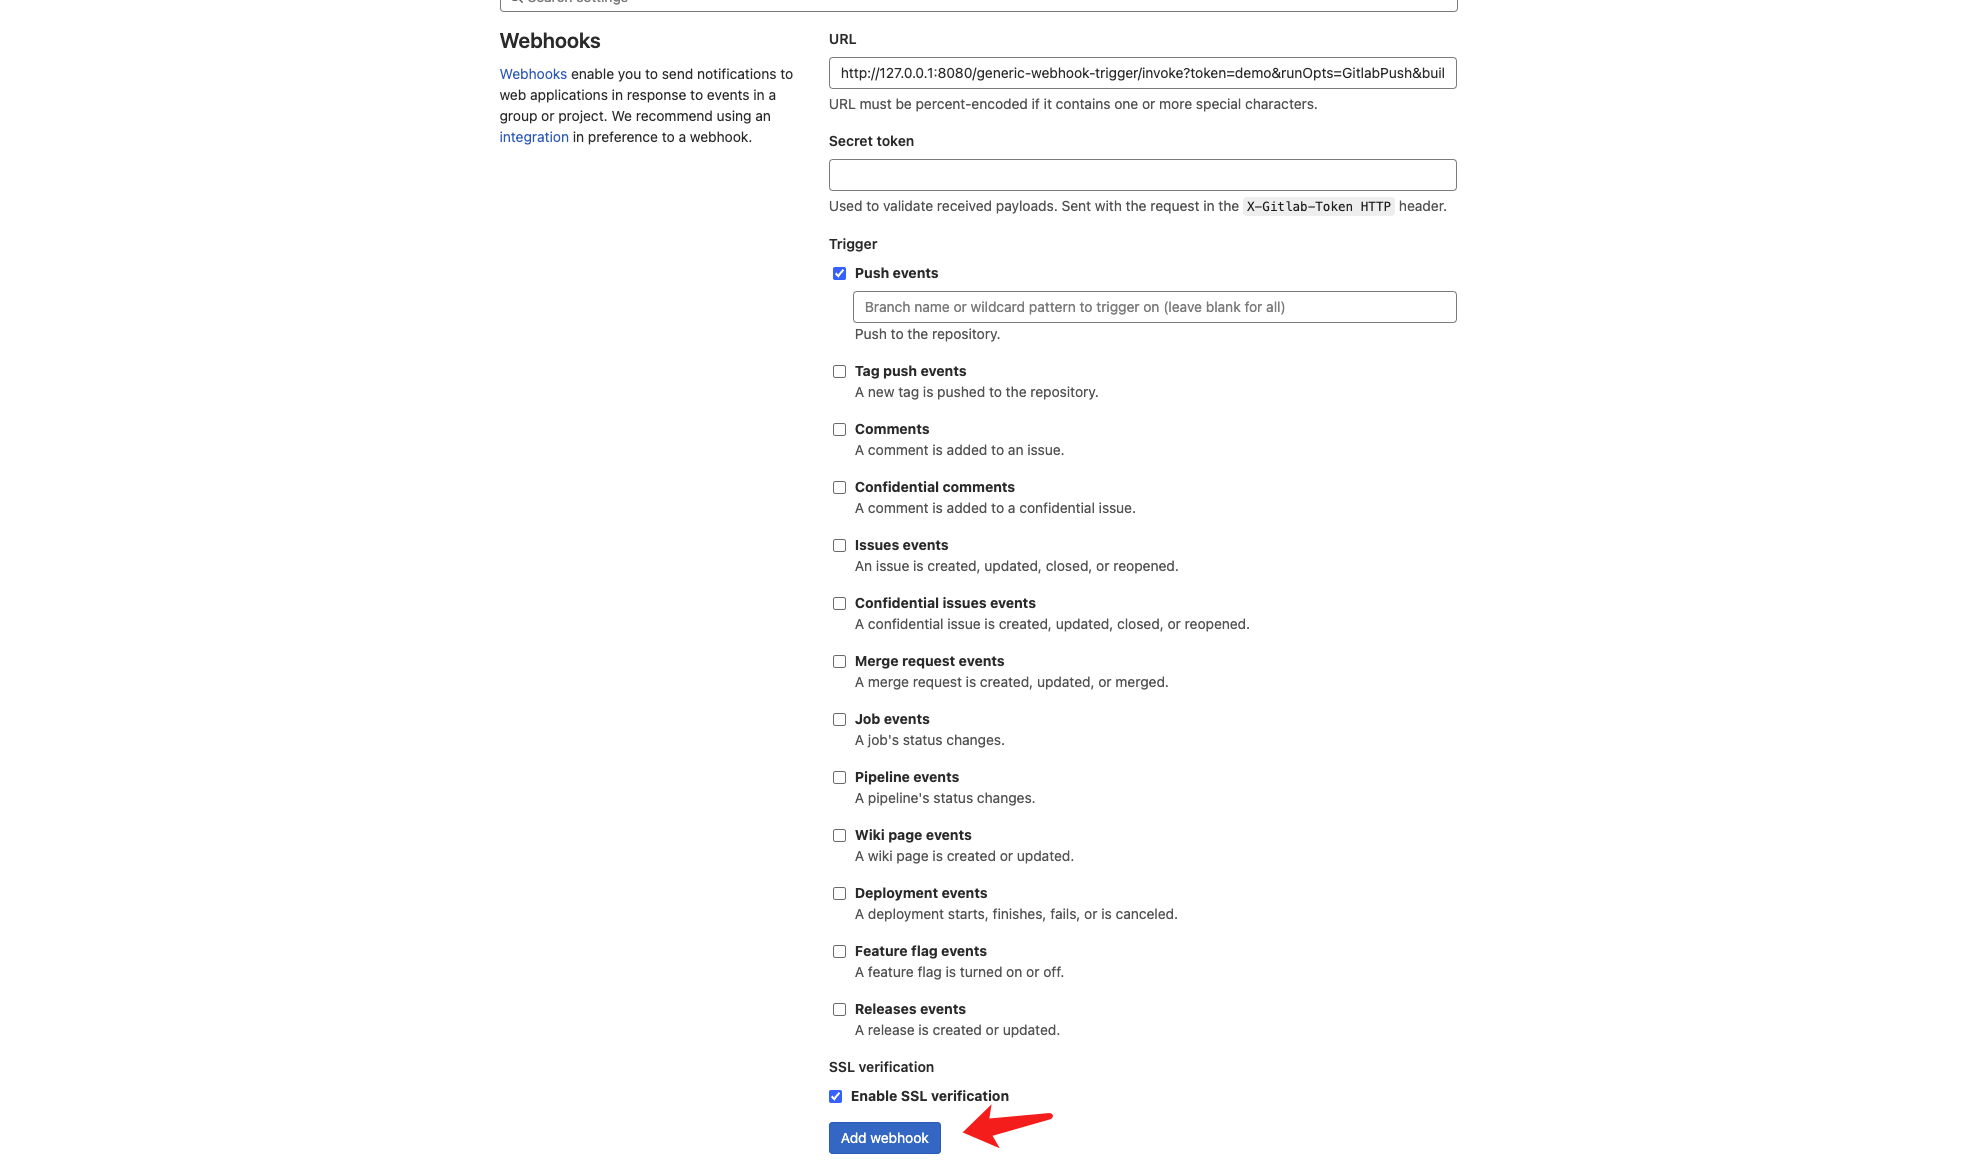 Search settings
Webhooks
Webhooks enable you to send notifications to
web applications in response to events in a
group or project. We recommend using an
integration in preference to a webhook.
URL
http://127.0.0.1:8080/generic-webhook-trigger/invoke?token=demo&runOpts=GitlabPush&buil
URL must be percent-encoded if it contains one or more special characters.
Secret token
Used to validate received payloads. Sent with the request in the X-Gitlab-Token HTTP header.
Trigger
Push events
Branch name or wildcard pattern to trigger on (leave blank for all)
Push to the repository.
Tag push events
A new tag is pushed to the repository.
Comments
A comment is added to an issue.
Confidential comments
A comment is added to a confidential issue.
Issues events
An issue is created, updated, closed, or reopened.
Confidential issues events
A confidential issue is created, updated, closed, or reopened.
Merge request events
A merge request is created, updated, or merged.
Job events
A job's status changes.
Pipeline events
A pipeline's status changes.
Wiki page events
A wiki page is created or updated.
Deployment events
A deployment starts, finishes, fails, or is canceled.
Feature flag events
A feature flag is turned on or off.
Releases events
A release is created or updated.
SSL verification
Enable SSL verification
Add webhook